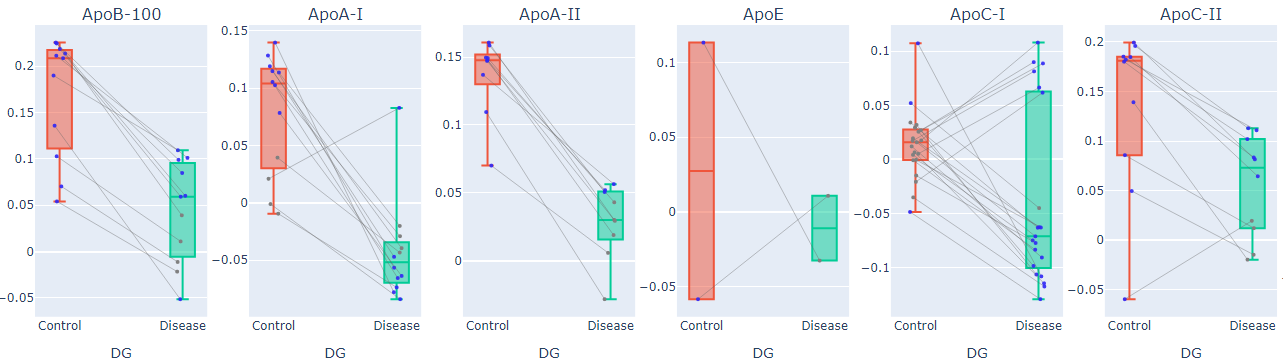 ApoB-100
0.2
0.15
0.1
0.05
0
−0.05
Control Disease
DG
ApoA-I
0.15
0.1
0.05
0
−0.05
Control Disease
DG
ApoA-II
0.15
0.1
0.05
0
Control Disease
DG
ApoE
0.1
0.05
0
−0.05
Control Disease
DG
ApoC-I
0.1
0.05
0
−0.05
−0.1
Control Disease
DG
ApoC-II
0.2
0.15
0.1
0.05
0
−0.05
Control Disease
DG